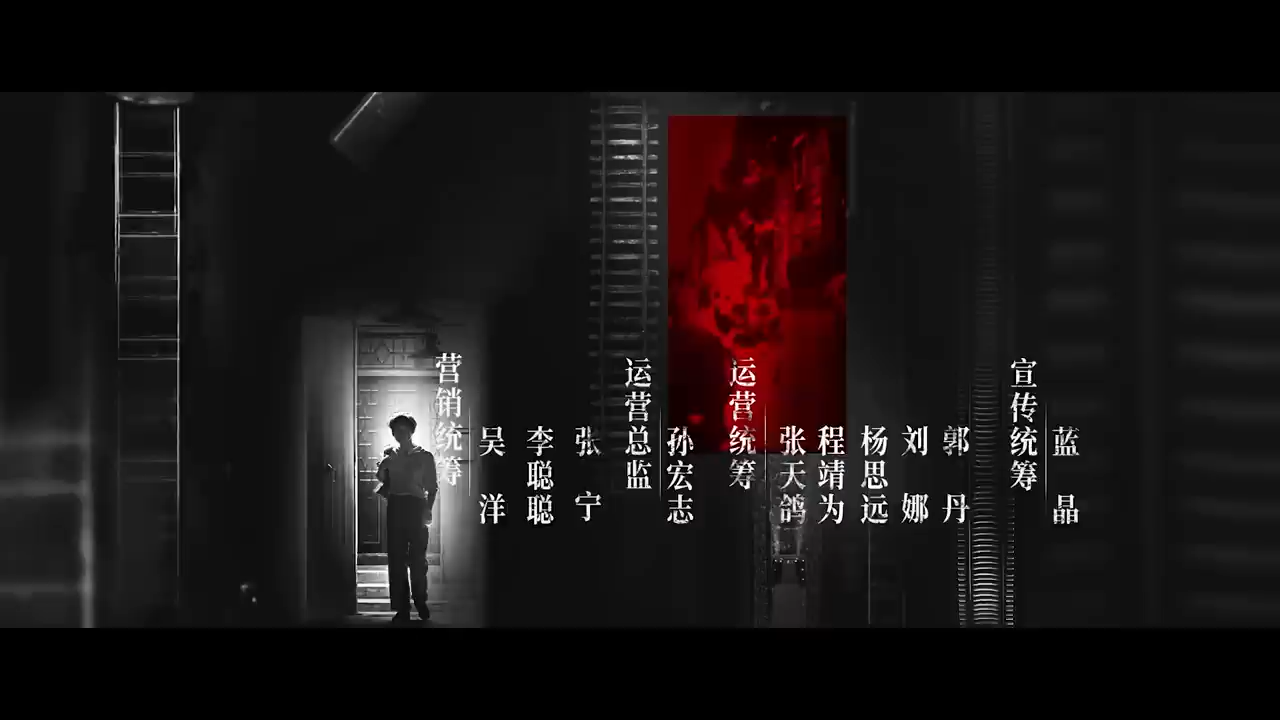 营销统筹
吴洋
李聪聪
张宁
运营总监
孙宏志
运营统筹
张天鸽
程靖为
杨思远
刘娜
郭丹
宣传统筹
蓝晶